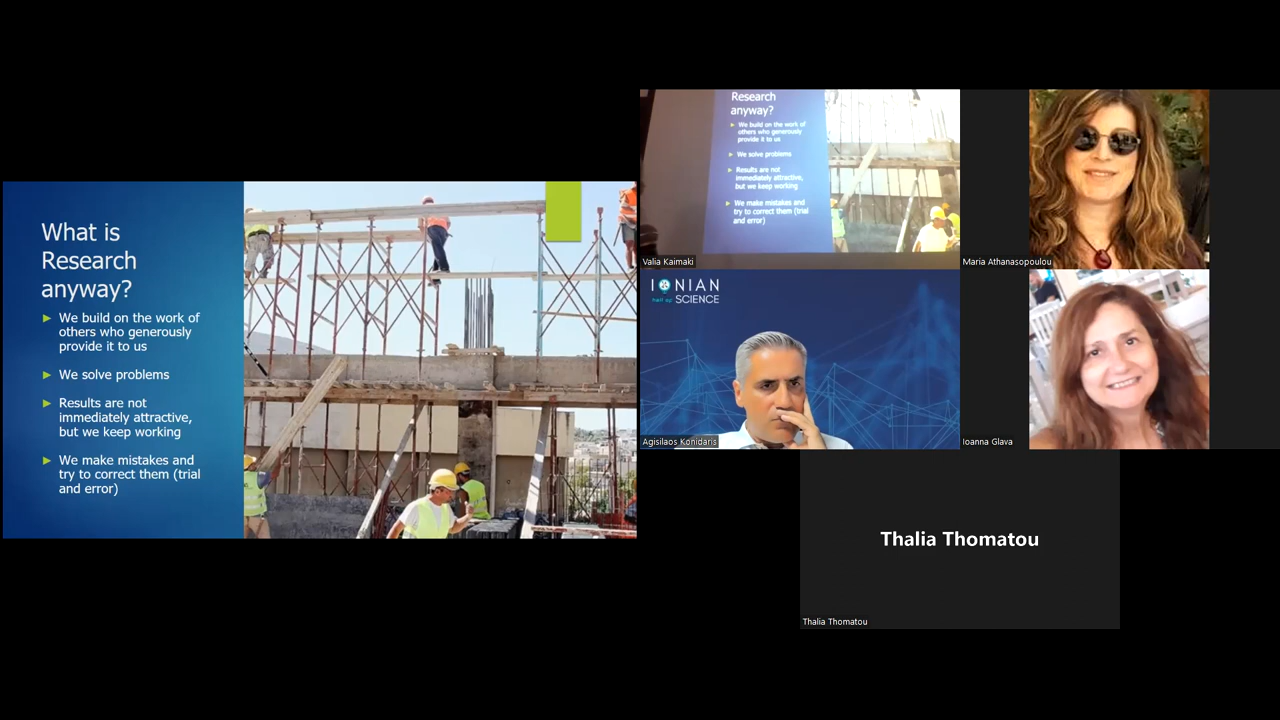 What is
Research
anyway?
We build on the work of
others who generously
provide it to us
We solve problems
Results are not
immediately attractive,
but we keep working
We make mistakes and
try to correct them (trial
and error)
Research
anyway?
We build on the work of
others who generously
provide it to us
We solve problems
Results are not
immediately attractive,
but we keep working
We make mistakes and
try to correct them (trial
and error)
Valia Kaimaki
Maria Athanasopoulou
IONIAN
SCIENCE
Agisilaos Konidaris
Ioanna Glava
Thalia Thomatou
Thalia Thomatou